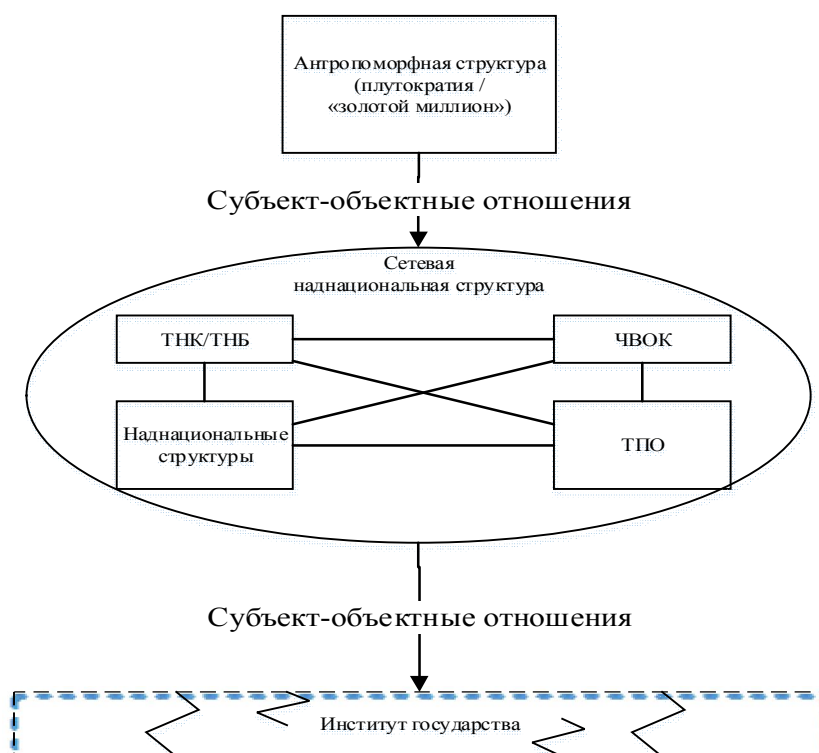 Антропоморфная структура
(плутократия /
«золотой миллион»)
Субъект-объектные отношения
Сетевая
наднациональная структура
ТНК/ТНБ
ЧВОК
Наднациональные
структуры
ТПО
Субъект-объектные отношения
Институт государства